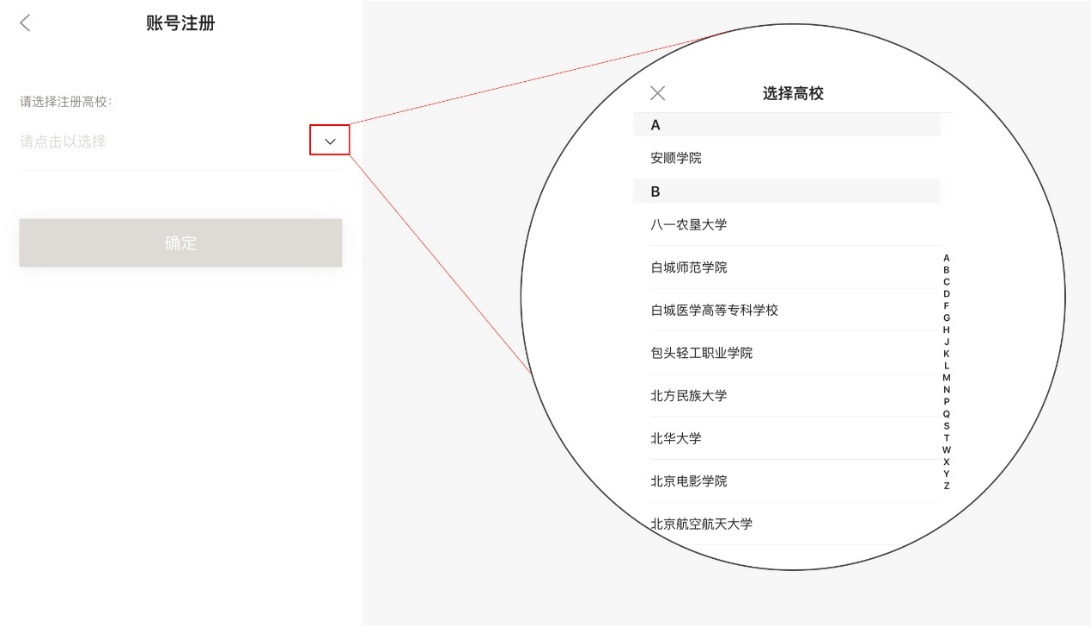 账号注册
请选择注册高校:
请点击以选择
确定
选择高校
A
安顺学院
B
八一农垦大学
白城师范学院
白城医学高等专科学校
包头轻工职业学院
北方民族大学
北华大学
北京电影学院
北京航空航天大学
A
B
C
D
F
G
H
J
K
L
M
N
P
Q
S
T
W
X
Y
Z